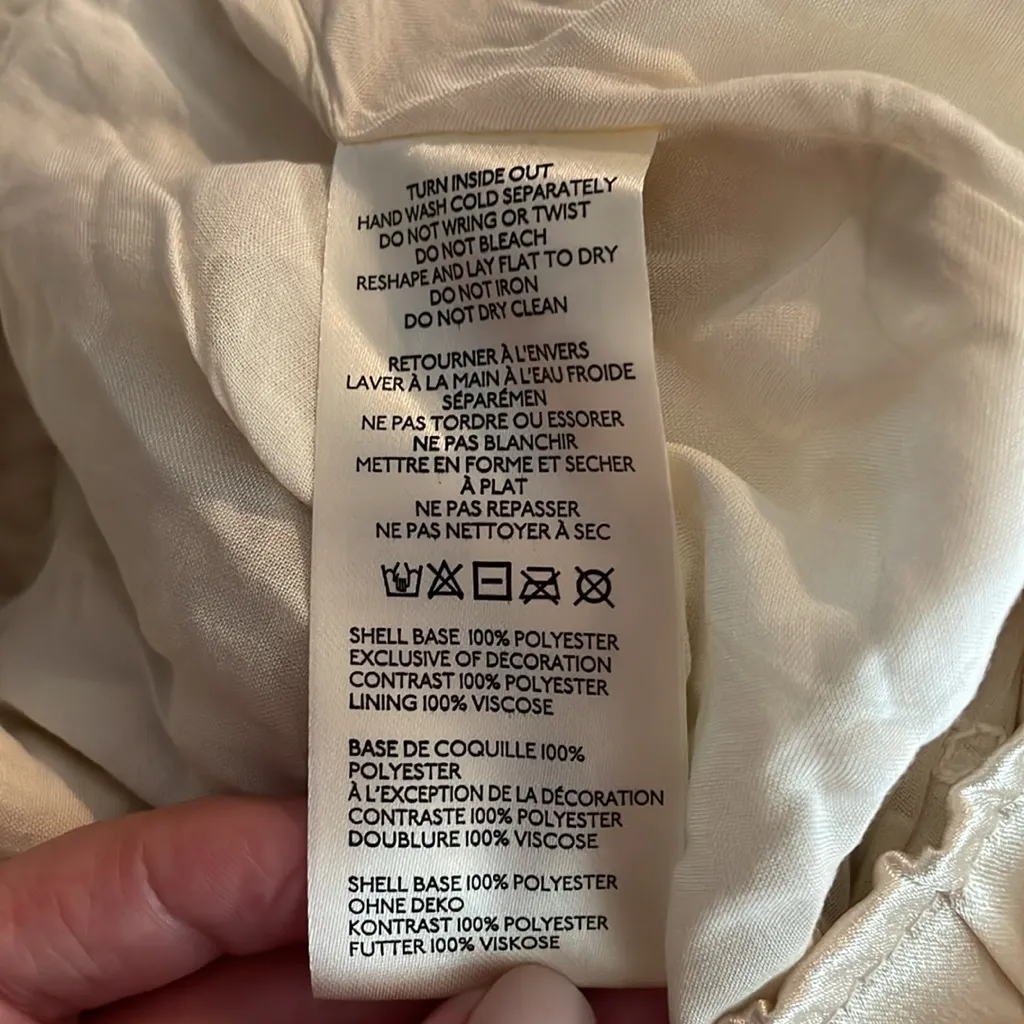 TURN INSIDE OUT
HAND WASH COLD SEPARATELY
DO NOT WRING OR TWIST
DO NOT BLEACH
RESHAPE AND LAY FLAT TO DRY
DO NOT IRON
DO NOT DRY CLEAN
RETOURNER À L'ENVERS
LAVER À LA MAIN À L'EAU FROIDE
SÉPARÉMEN
NE PAS TORDRE OU ESSORER
NE PAS BLANCHIR
METTRE EN FORME ET SECHER
À PLAT
NE PAS REPASSER
NE PAS NETTOYER À SEC
SHELL BASE 100% POLYESTER
EXCLUSIVE OF DECORATION
CONTRAST 100% POLYESTER
LINING 100% VISCOSE
BASE DE COQUILLE 100%
POLYESTER
À L'EXCEPTION DE LA DÉCORATION
CONTRASTE 100% POLYESTER
DOUBLURE 100% VISCOSE
SHELL BASE 100% POLYESTER
OHNE DEKO
KONTRAST 100% POLYESTER
FUTTER 100% VISKOSE